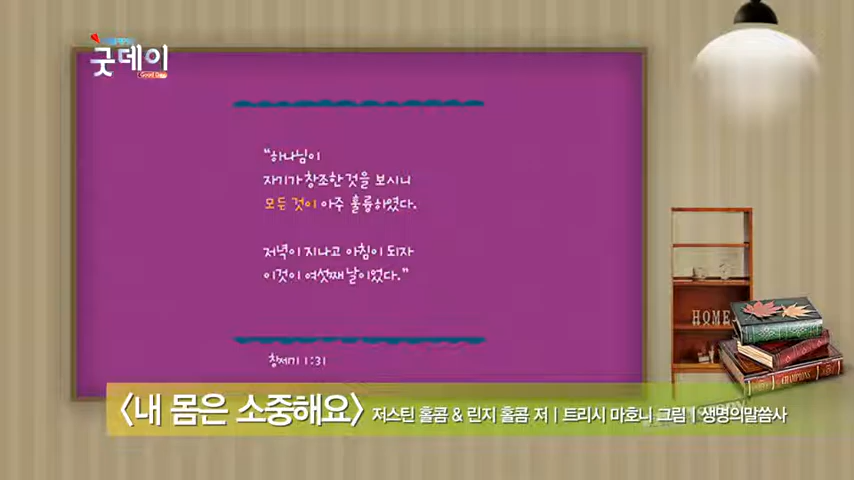 굿데이
Good Day
"하나님이
자기가 창조한 것을 보시니
모든 것이 아주 훌륭하였다.
저녁이 지나고 아침이 되자
이것이 여섯째 날이었다."
창세기 1:31
HOME
CHAMPIONS
<내 몸은 소중해요> 저스틴 홀콤 & 린지 홀콤 저 | 트리시 마호니 그림 | 생명의말씀사